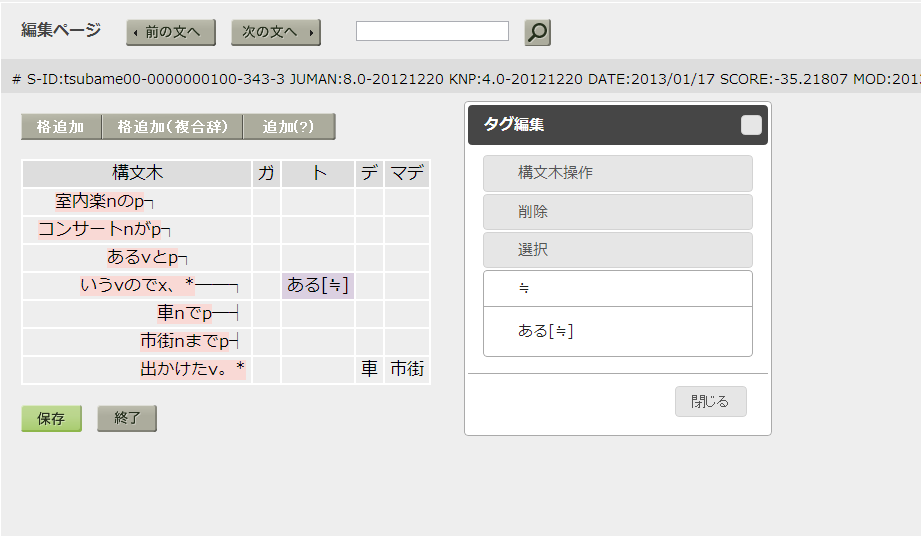 編集ページ 前の文へ 次の文へ
# S-ID:tsubame00-0000000100-343-3 JUMAN:8.0-20121220 KNP:4.0-20121220 DATE:2013/01/17 SCORE:-35.21807 MOD:201
格追加 格追加(複合辞) 追加(?)
構文木 ガ ト デ マデ
室内楽nのp┐
コンサートnがp┐
あるvとp┐
いうvのでx、*──┐ ある[≒]
車nでp─┤
市街nまでp┤
出かけたv。* 車 市街
保存 終了
タグ編集
構文木操作
削除
選択
≒
ある[≒]
閉じる